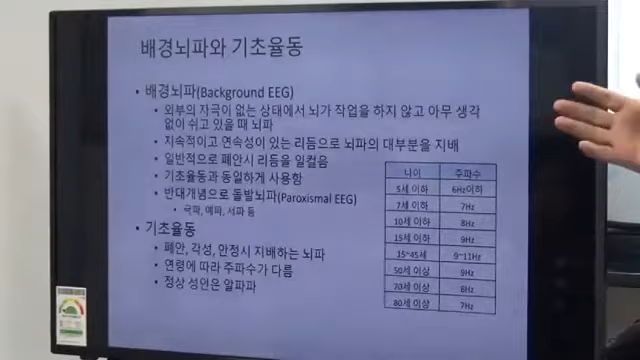 배경뇌파와 기초율동
• 배경뇌파(Background EEG)
• 외부의 자극이 없는 상태에서 뇌가 작업을 하지 않고 아무 생각
없이 쉬고 있을 때 뇌파
• 지속적이고 연속성이 있는 리듬으로 뇌파의 대부분을 지배
• 일반적으로 폐안시 리듬을 일컬음
• 기초율동과 동일하게 사용함
• 반대개념으로 돌발뇌파(Paroxismal EEG)
• 극파, 예파, 서파 등
• 기초율동
• 폐안, 각성, 안정시 지배하는 뇌파
• 연령에 따라 주파수가 다름
• 정상 성인은 알파파
나이 주파수
5세 이하 6Hz이하
7세 이하 7Hz
10세 이하 8Hz
15세 이하 9Hz
15~45세 9~11Hz
50세 이상 9Hz
70세 이상 8Hz
80세 이상 7Hz